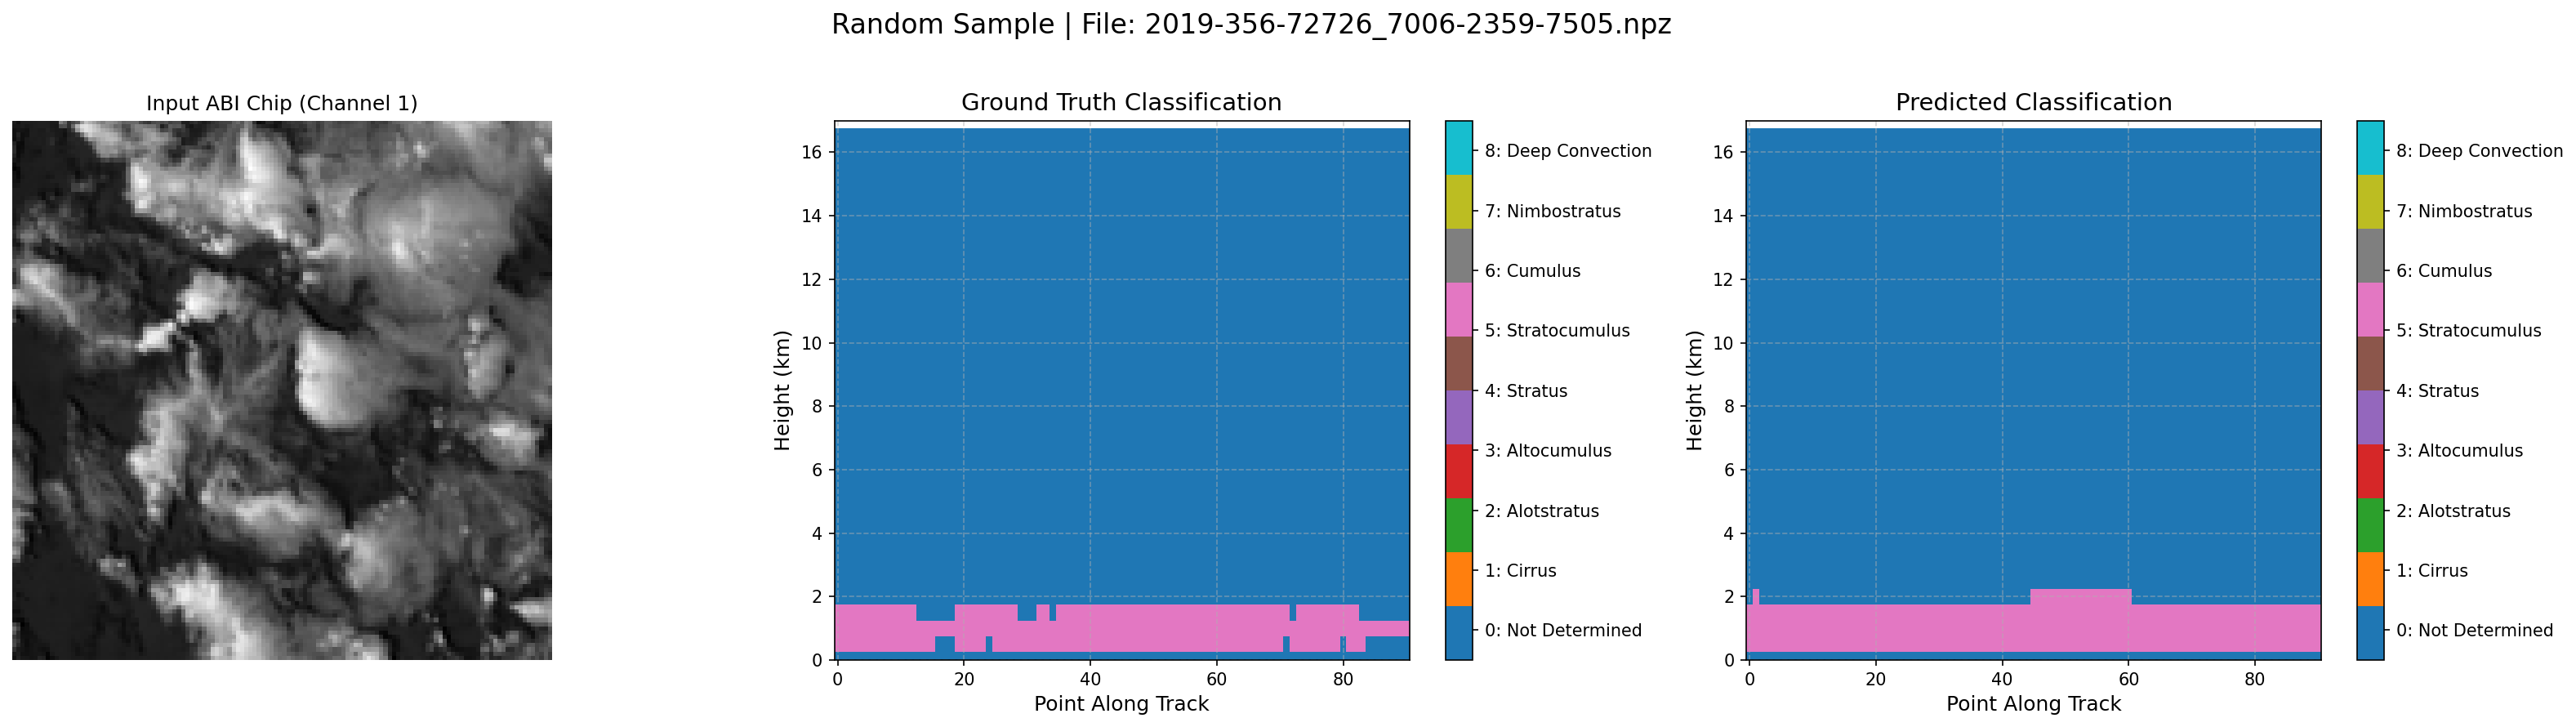 Random Sample | File: 2019-356-72726_7006-2359-7505.npz
Input ABI Chip (Channel 1)
Ground Truth Classification
Height (km)
16
14
12
10
8
6
4
2
0
0 20 40 60 80
Point Along Track
8: Deep Convection
7: Nimbostratus
6: Cumulus
5: Stratocumulus
4: Stratus
3: Altocumulus
2: Alotstratus
1: Cirrus
0: Not Determined
Predicted Classification
Height (km)
16
14
12
10
8
6
4
2
0
0 20 40 60 80
Point Along Track
8: Deep Convection
7: Nimbostratus
6: Cumulus
5: Stratocumulus
4: Stratus
3: Altocumulus
2: Alotstratus
1: Cirrus
0: Not Determined